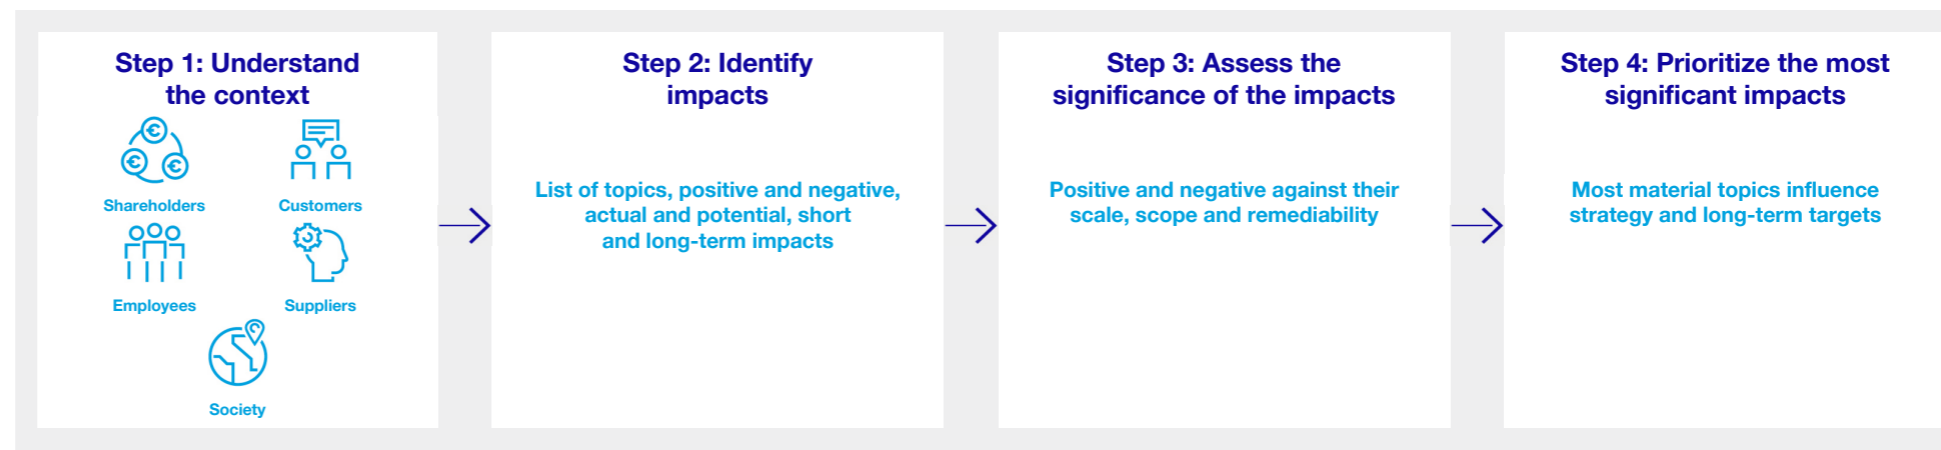 Step 1: Understand
the context
Shareholders
Customers
Employees
Suppliers
Society
Step 2: Identify
impacts
List of topics, positive and negative,
actual and potential, short
and long-term impacts
Step 3: Assess the
significance of the impacts
Positive and negative against their
scale, scope and remediability
Step 4: Prioritize the most
significant impacts
Most material topics influence
strategy and long-term targets